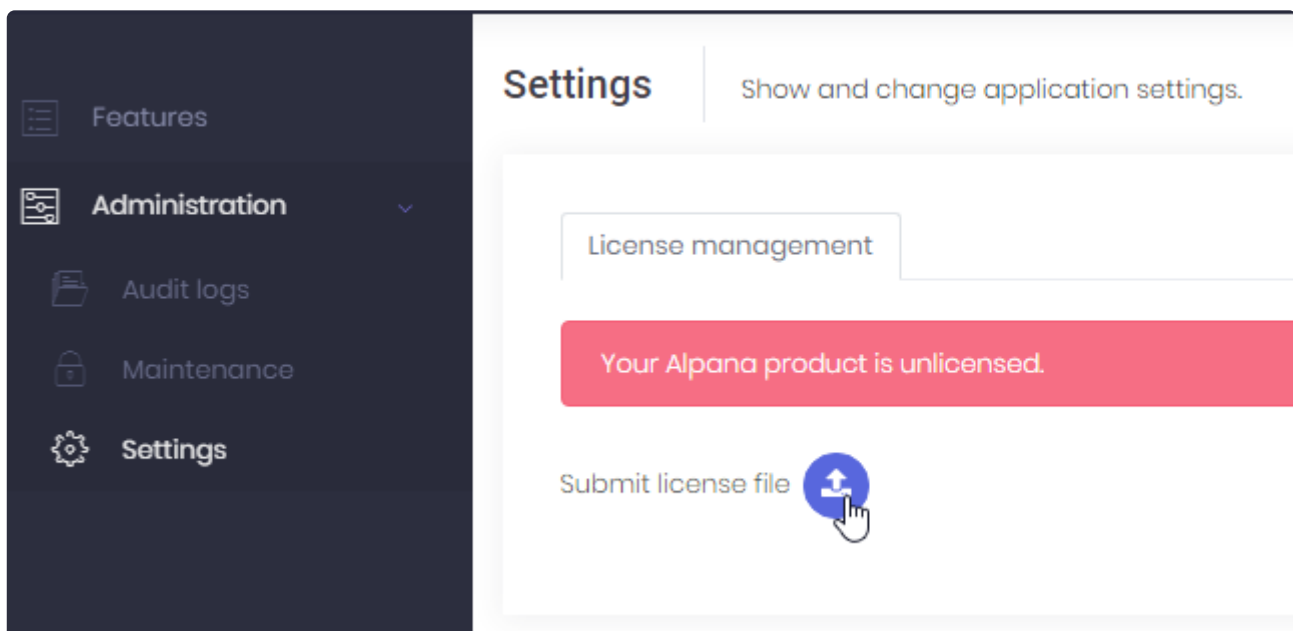 Features
Administration
Audit logs
Maintenance
Settings
Settings
Show and change application settings.
License management
Your Alpana product is unlicensed.
Submit license file